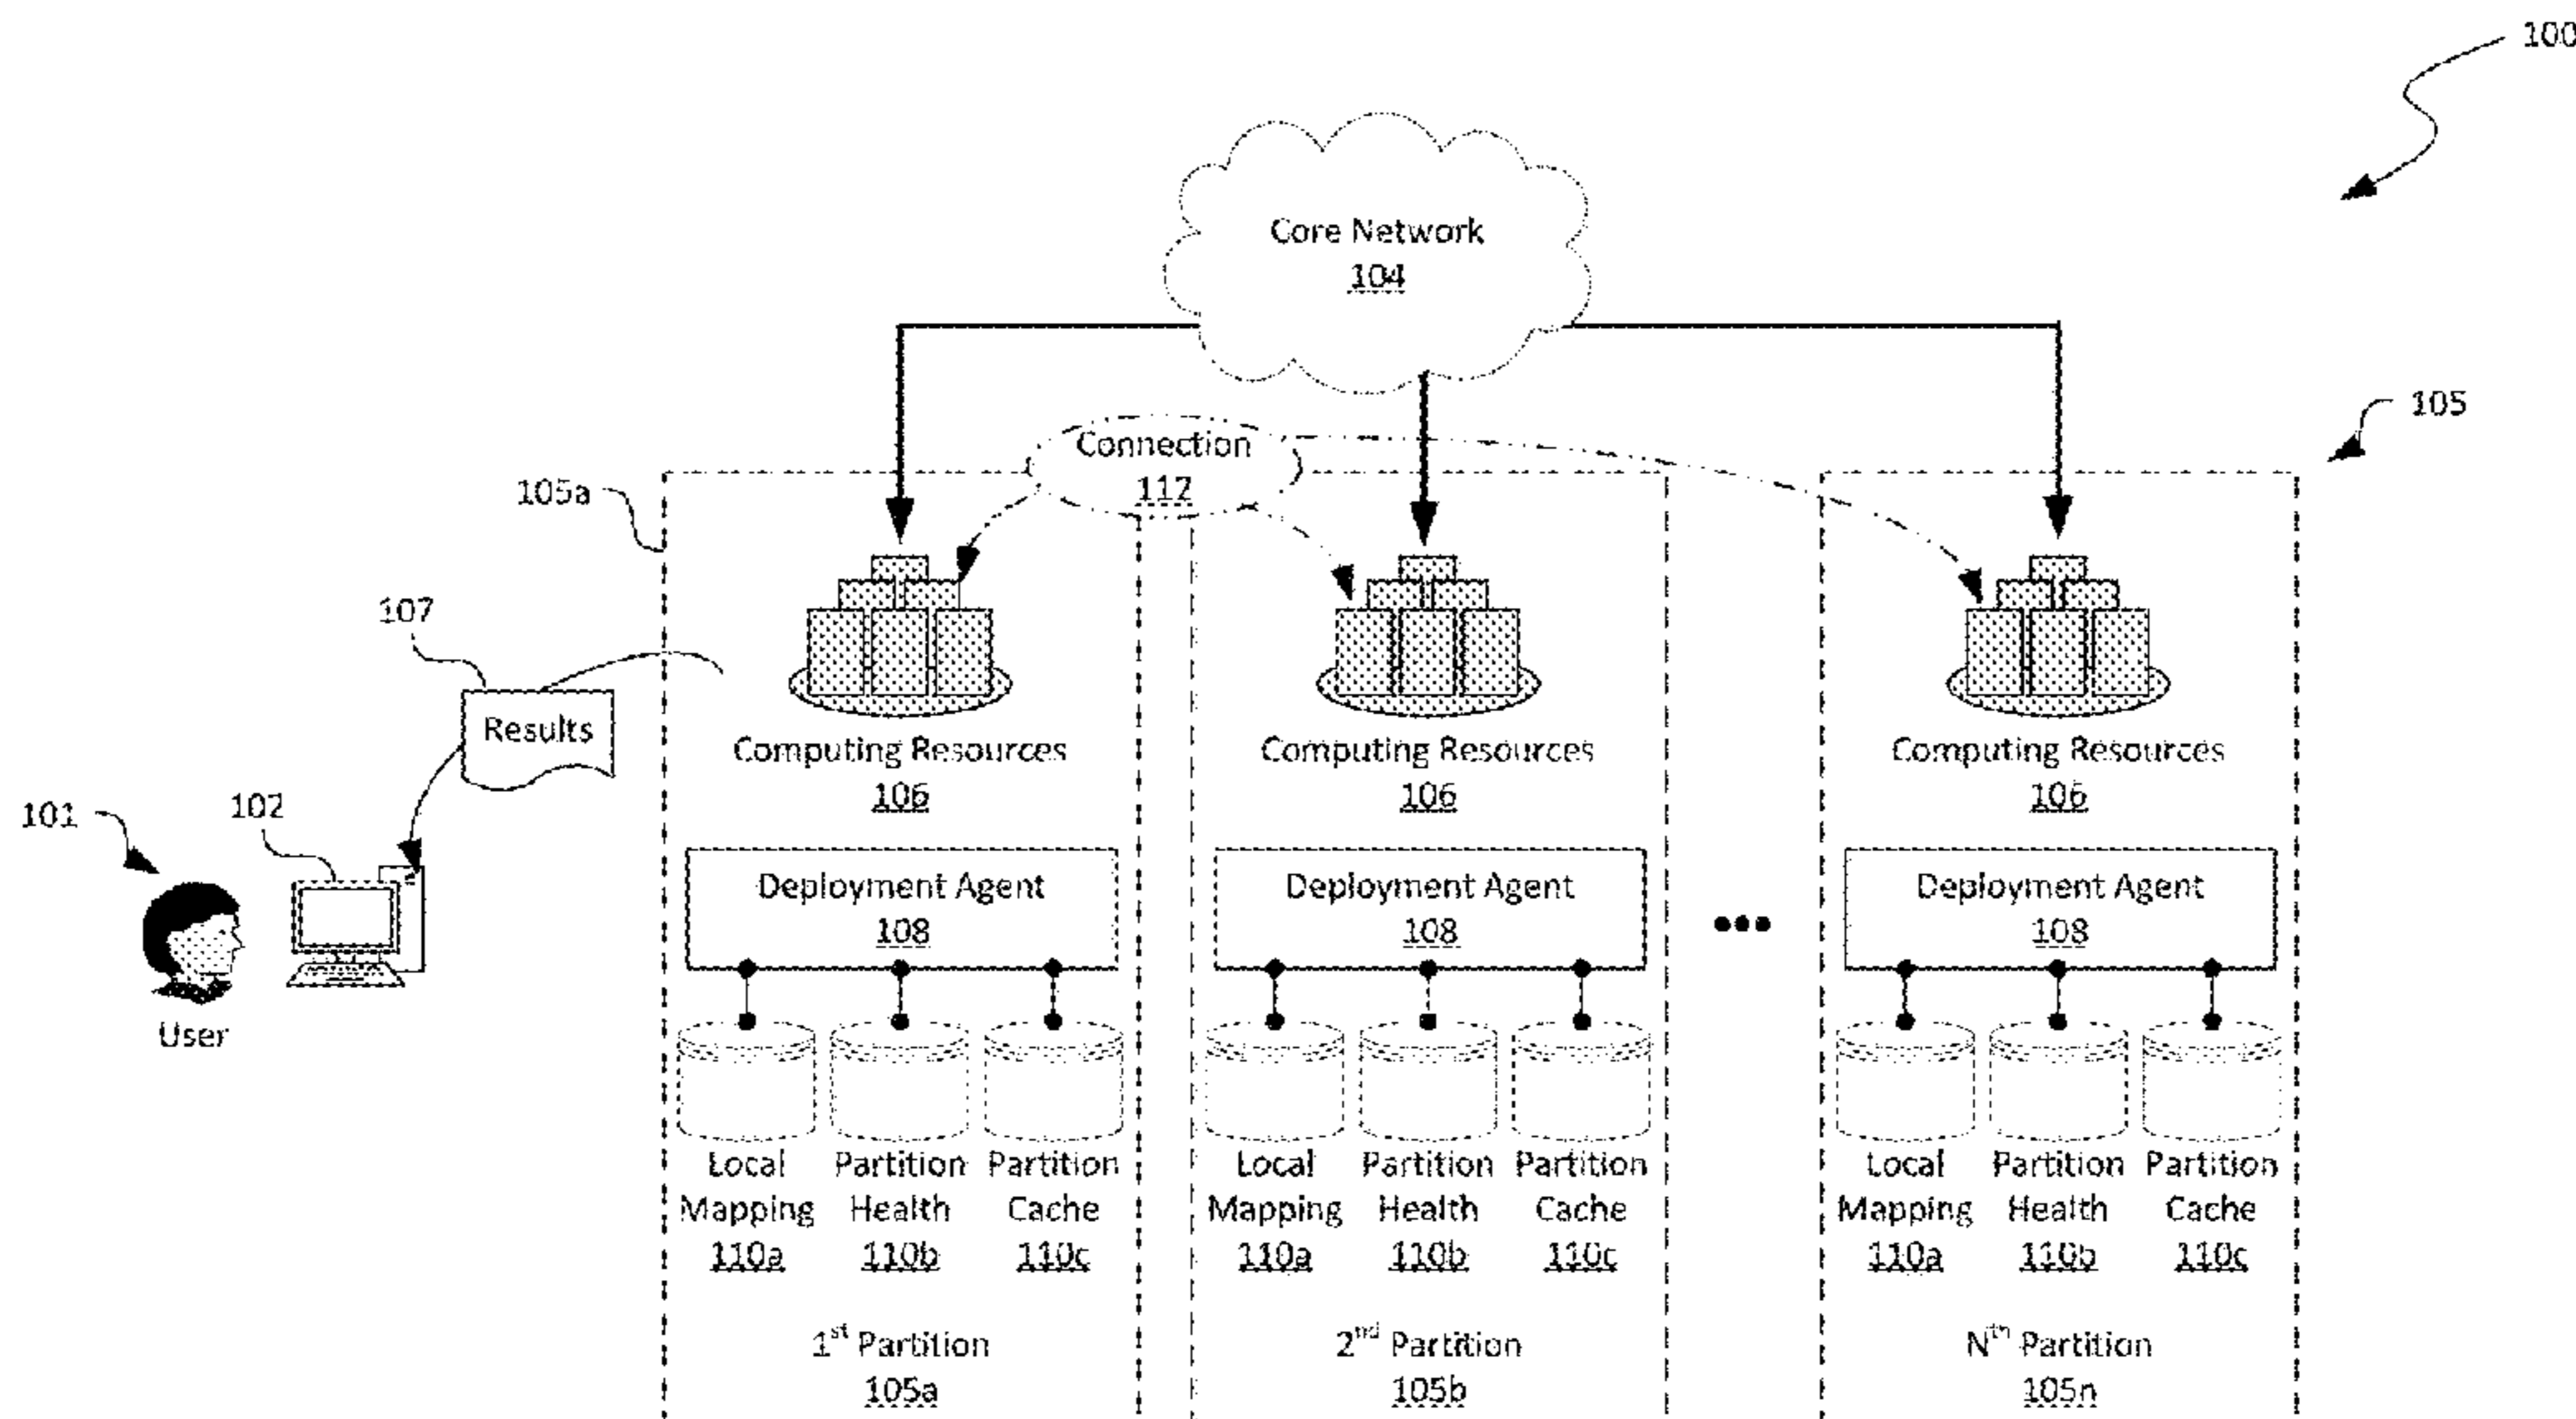 100
Core Network
104
105
Connection
112
105a
107
Results
Computing Resources
106
Computing Resources
106
Computing Resources
106
101
102
User
Deployment Agent
108
Deployment Agent
108
Deployment Agent
108
Local
Mapping
110a
Partition
Health
110b
Partition
Cache
110c
Local
Mapping
110a
Partition
Health
110b
Partition
Cache
110c
Local
Mapping
110a
Partition
Health
110b
Partition
Cache
110c
1st Partition
105a
2nd Partition
105b
Nth Partition
105n